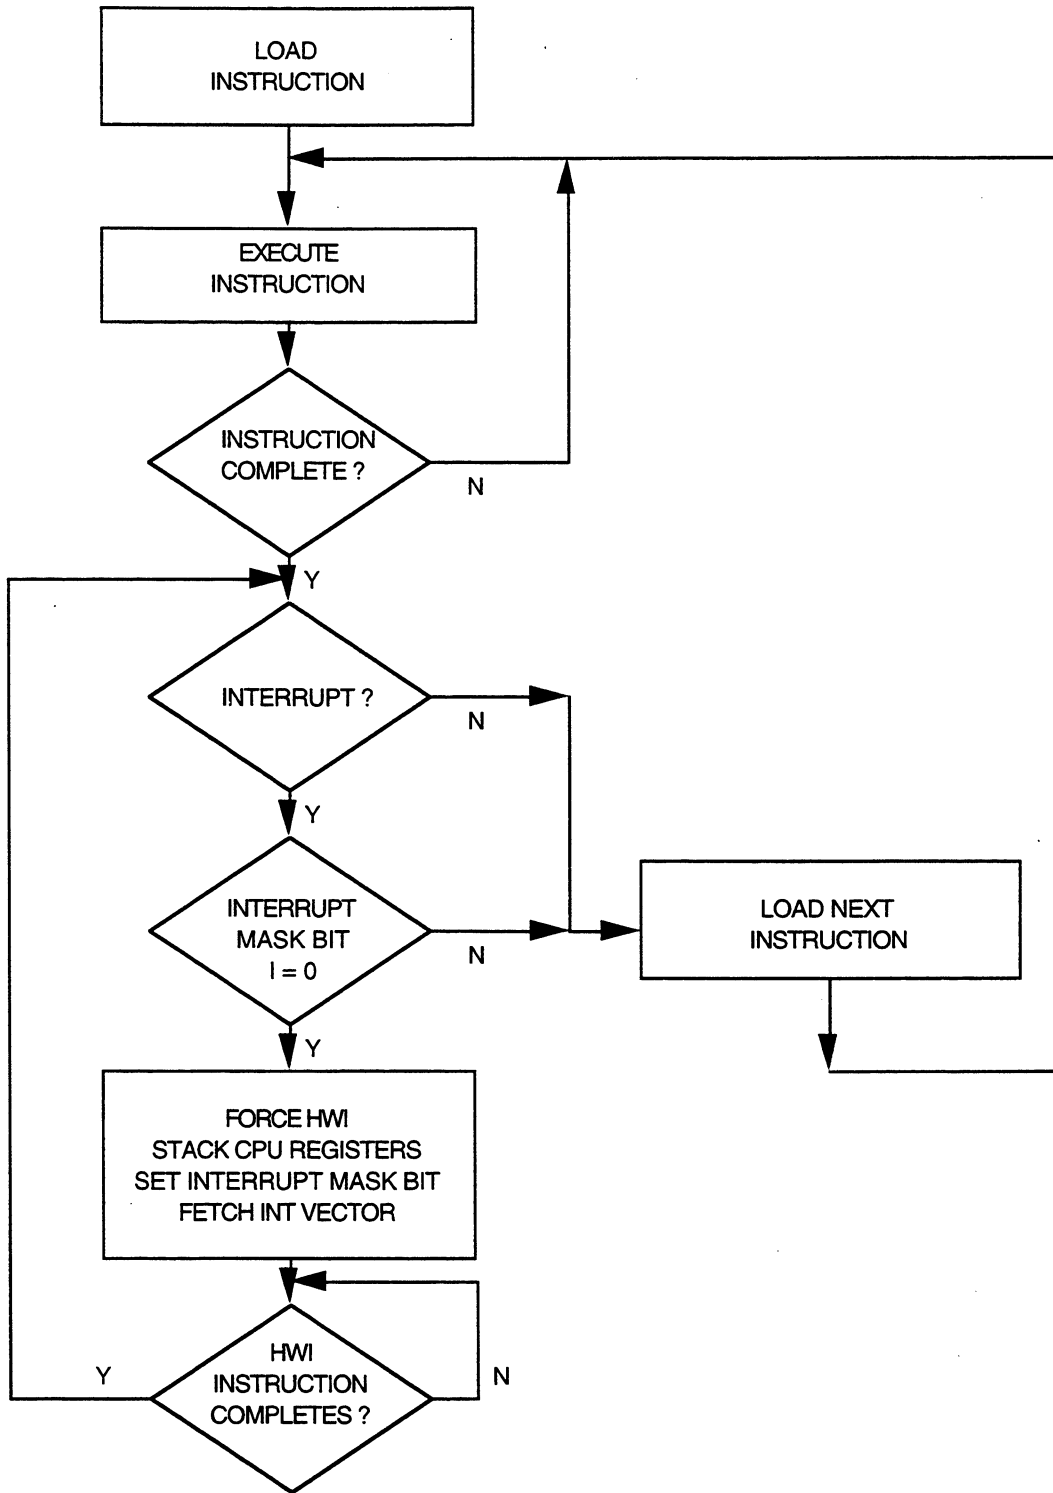 LOAD
INSTRUCTION
EXECUTE
INSTRUCTION
INSTRUCTION
COMPLETE ?
N
Y
INTERRUPT ?
N
Y
INTERRUPT
MASK BIT
I = 0
N
LOAD NEXT
INSTRUCTION
Y
FORCE HWI
STACK CPU REGISTERS
SET INTERRUPT MASK BIT
FETCH INT VECTOR
HWI
INSTRUCTION
COMPLETES ?
Y
N